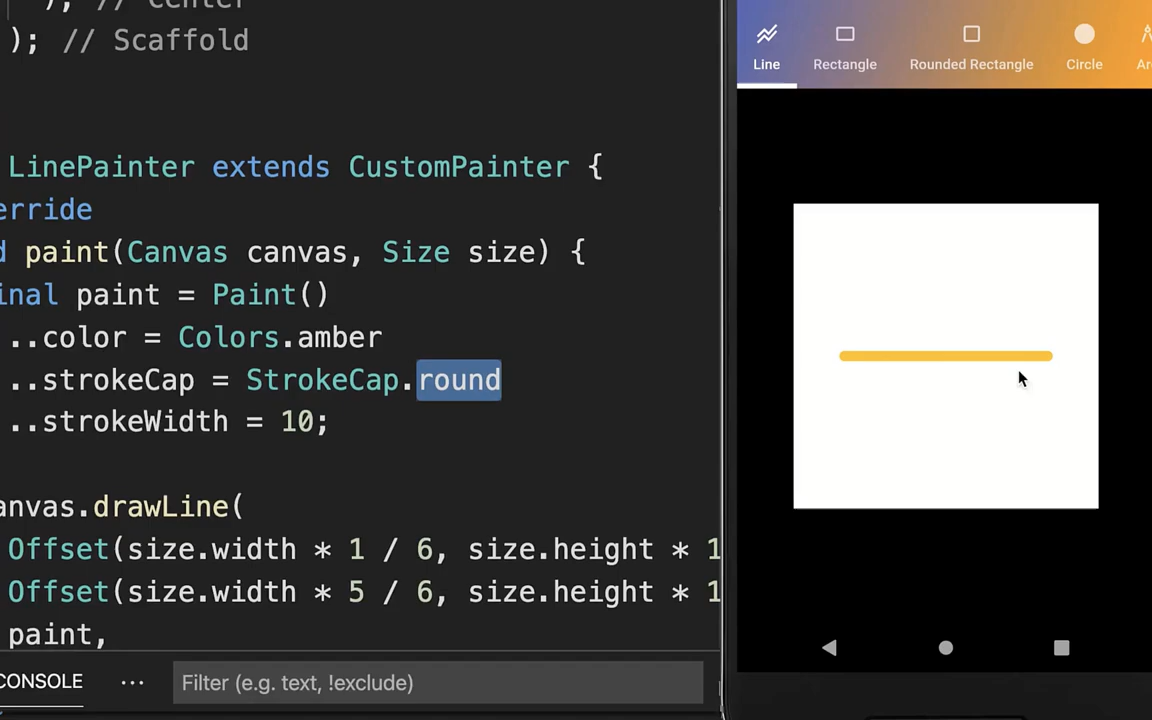 ), // Center
); // Scaffold
LinePainter extends CustomPainter {
erride
d paint(Canvas canvas, Size size) {
inal paint = Paint()
..color = Colors.amber
..strokeCap = StrokeCap.round
..strokeWidth = 10;
anvas.drawLine(
Offset(size.width * 1 / 6, size.height * 1
Offset(size.width * 5 / 6, size.height * 1
paint,
CONSOLE ... Filter (e.g. text, !exclude)
Line Rectangle Rounded Rectangle Circle Ar